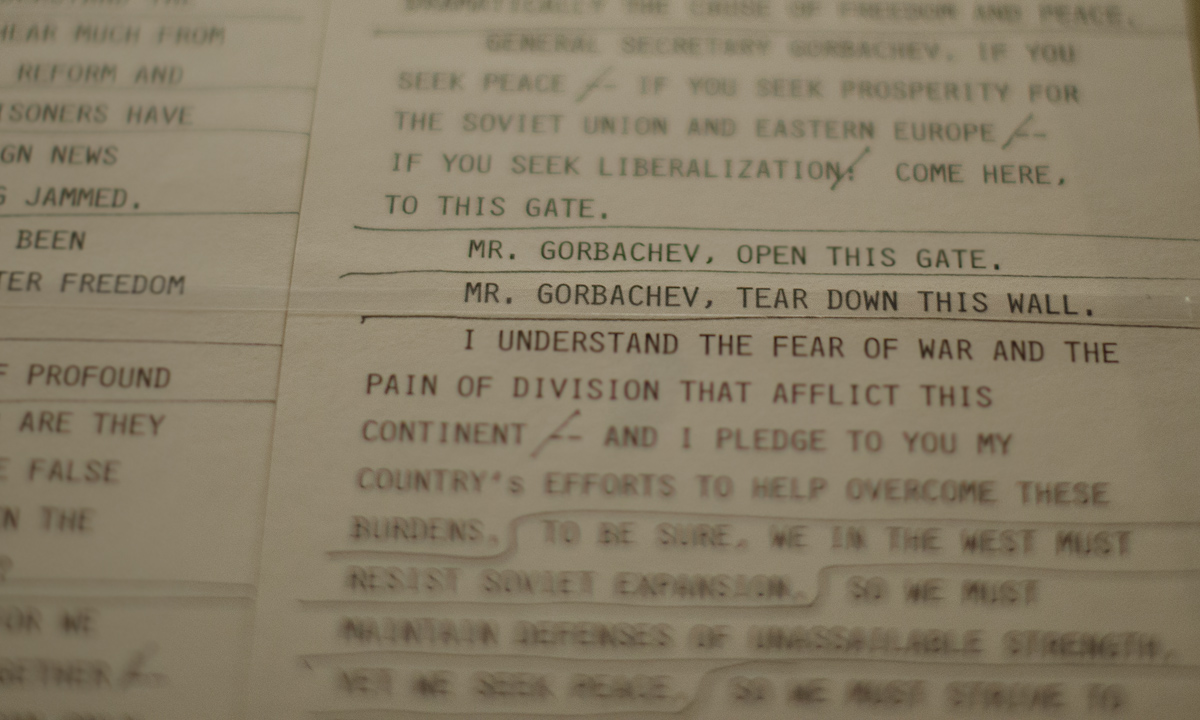 HEAR MUCH FROM
REFORM AND
ISONERS HAVE
GN NEWS
JAMMED.
BEEN
TER FREEDOM
F PROFOUND
ARE THEY
E FALSE
N THE
OR WE
GETHER --
DRAMATICALLY THE CAUSE OF FREEDOM AND PEACE.
GENERAL SECRETARY GORBACHEV, IF YOU
SEEK PEACE -- IF YOU SEEK PROSPERITY FOR
THE SOVIET UNION AND EASTERN EUROPE --
IF YOU SEEK LIBERALIZATION: COME HERE,
TO THIS GATE.
MR. GORBACHEV, OPEN THIS GATE.
MR. GORBACHEV, TEAR DOWN THIS WALL.
I UNDERSTAND THE FEAR OF WAR AND THE
PAIN OF DIVISION THAT AFFLICT THIS
CONTINENT -- AND I PLEDGE TO YOU MY
COUNTRY's EFFORTS TO HELP OVERCOME THESE
BURDENS. TO BE SURE, WE IN THE WEST MUST
RESIST SOVIET EXPANSION. SO WE MUST
MAINTAIN DEFENSES OF UNASSAILABLE STRENGTH.
YET WE SEEK PEACE. SO WE MUST STRIVE TO